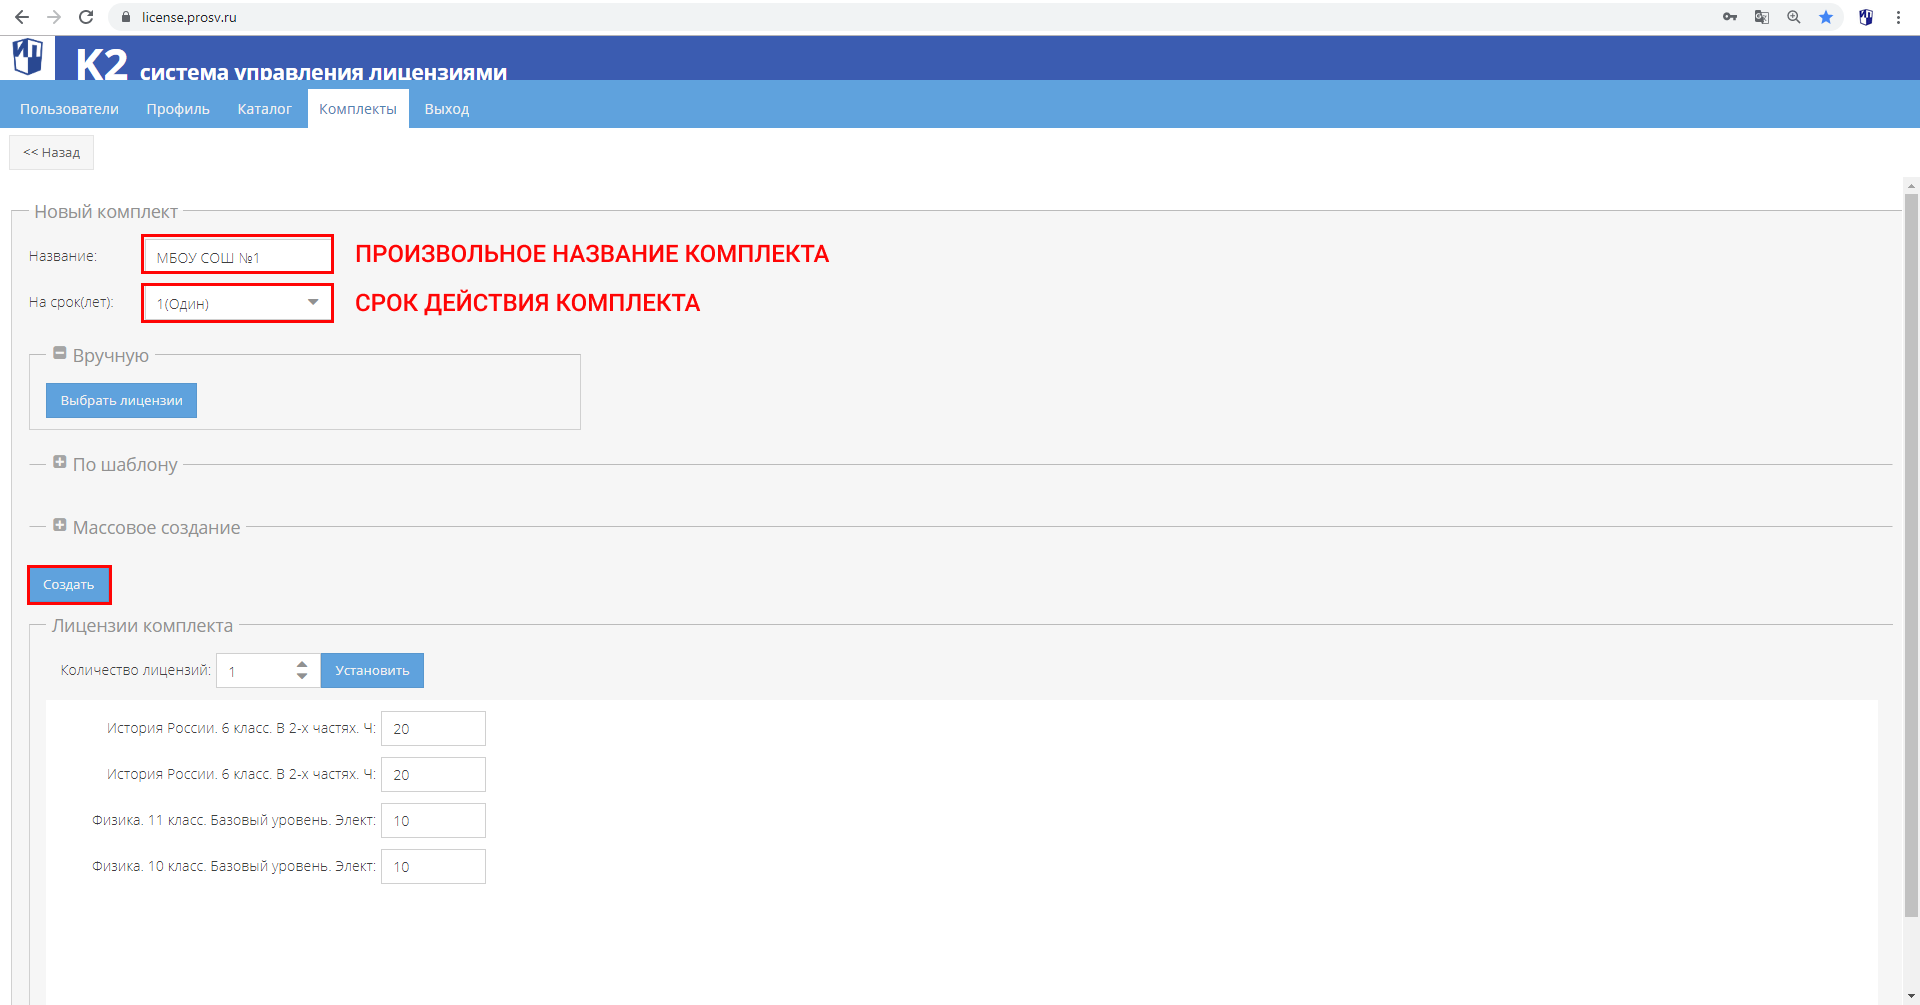 license.prosv.ru
ИП
К2 система управления лицензиями
Пользователи Профиль Каталог Комплекты Выход
<< Назад
Новый комплект
Название: МБОУ СОШ №1 ПРОИЗВОЛЬНОЕ НАЗВАНИЕ КОМПЛЕКТА
На срок(лет): 1(Один) СРОК ДЕЙСТВИЯ КОМПЛЕКТА
Вручную
Выбрать лицензии
По шаблону
Массовое создание
Создать
Лицензии комплекта
Количество лицензий: 1 Установить
История России. 6 класс. В 2-х частях. Ч: 20
История России. 6 класс. В 2-х частях. Ч: 20
Физика. 11 класс. Базовый уровень. Элект: 10
Физика. 10 класс. Базовый уровень. Элект: 10